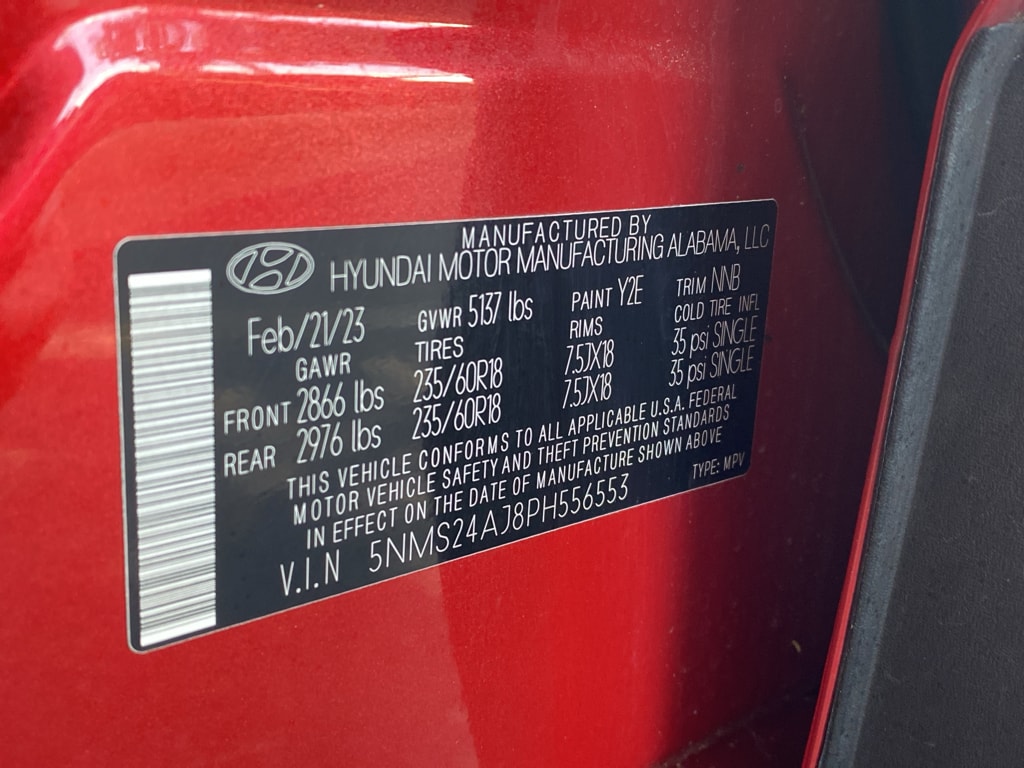 MANUFACTURED BY
HYUNDAI MOTOR MANUFACTURING ALABAMA, LLC
Feb/21/23 GVWR 5137 lbs PAINT Y2E TRIM NNB
GAWR TIRES RIMS COLD TIRE INFL
FRONT 2866 lbs 235/60R18 7.5JX18 35 psi SINGLE
REAR 2976 lbs 235/60R18 7.5JX18 35 psi SINGLE
THIS VEHICLE CONFORMS TO ALL APPLICABLE U.S.A. FEDERAL
MOTOR VEHICLE SAFETY AND THEFT PREVENTION STANDARDS
IN EFFECT ON THE DATE OF MANUFACTURE SHOWN ABOVE
V.I.N 5NMS24AJ8PH556553 TYPE: MPV